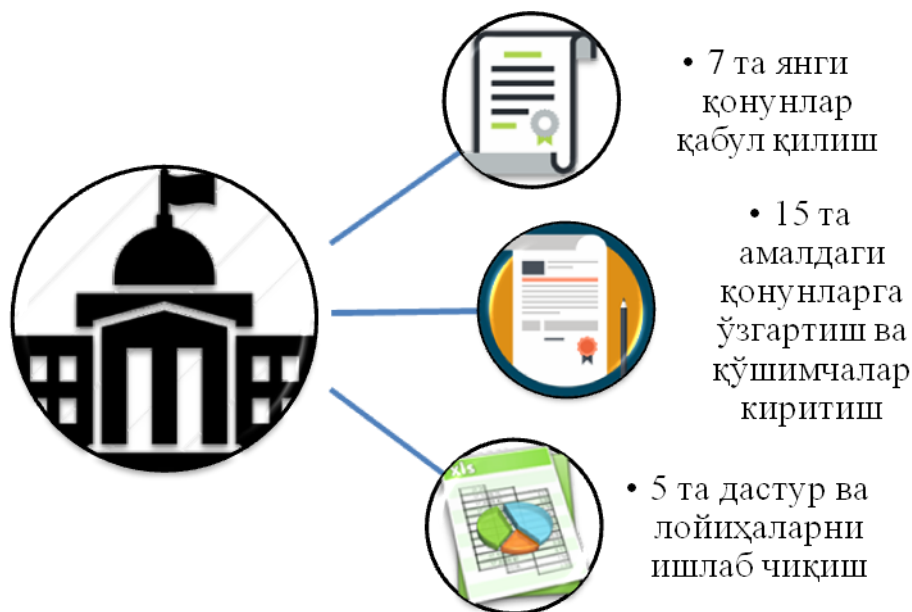 • 7 та янги
қонунлар
қабул қилиш
• 15 та
амалдаги
қонунларга
ўзгартиш ва
қўшимчалар
киритиш
xls
• 5 та дастур ва
лойиҳаларни
ишлаб чиқиш